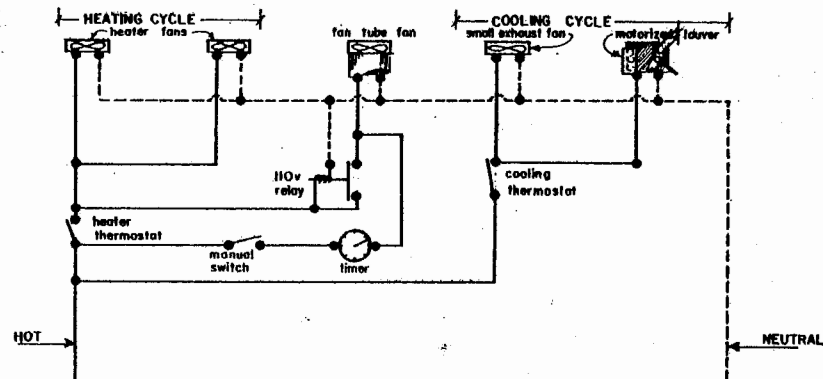 HEATING CYCLE
COOLING CYCLE
heater fans
fan tube fan
small exhaust fan
motorized louver
110v
relay
cooling
thermostat
heater
thermostat
manual
switch
timer
HOT
NEUTRAL